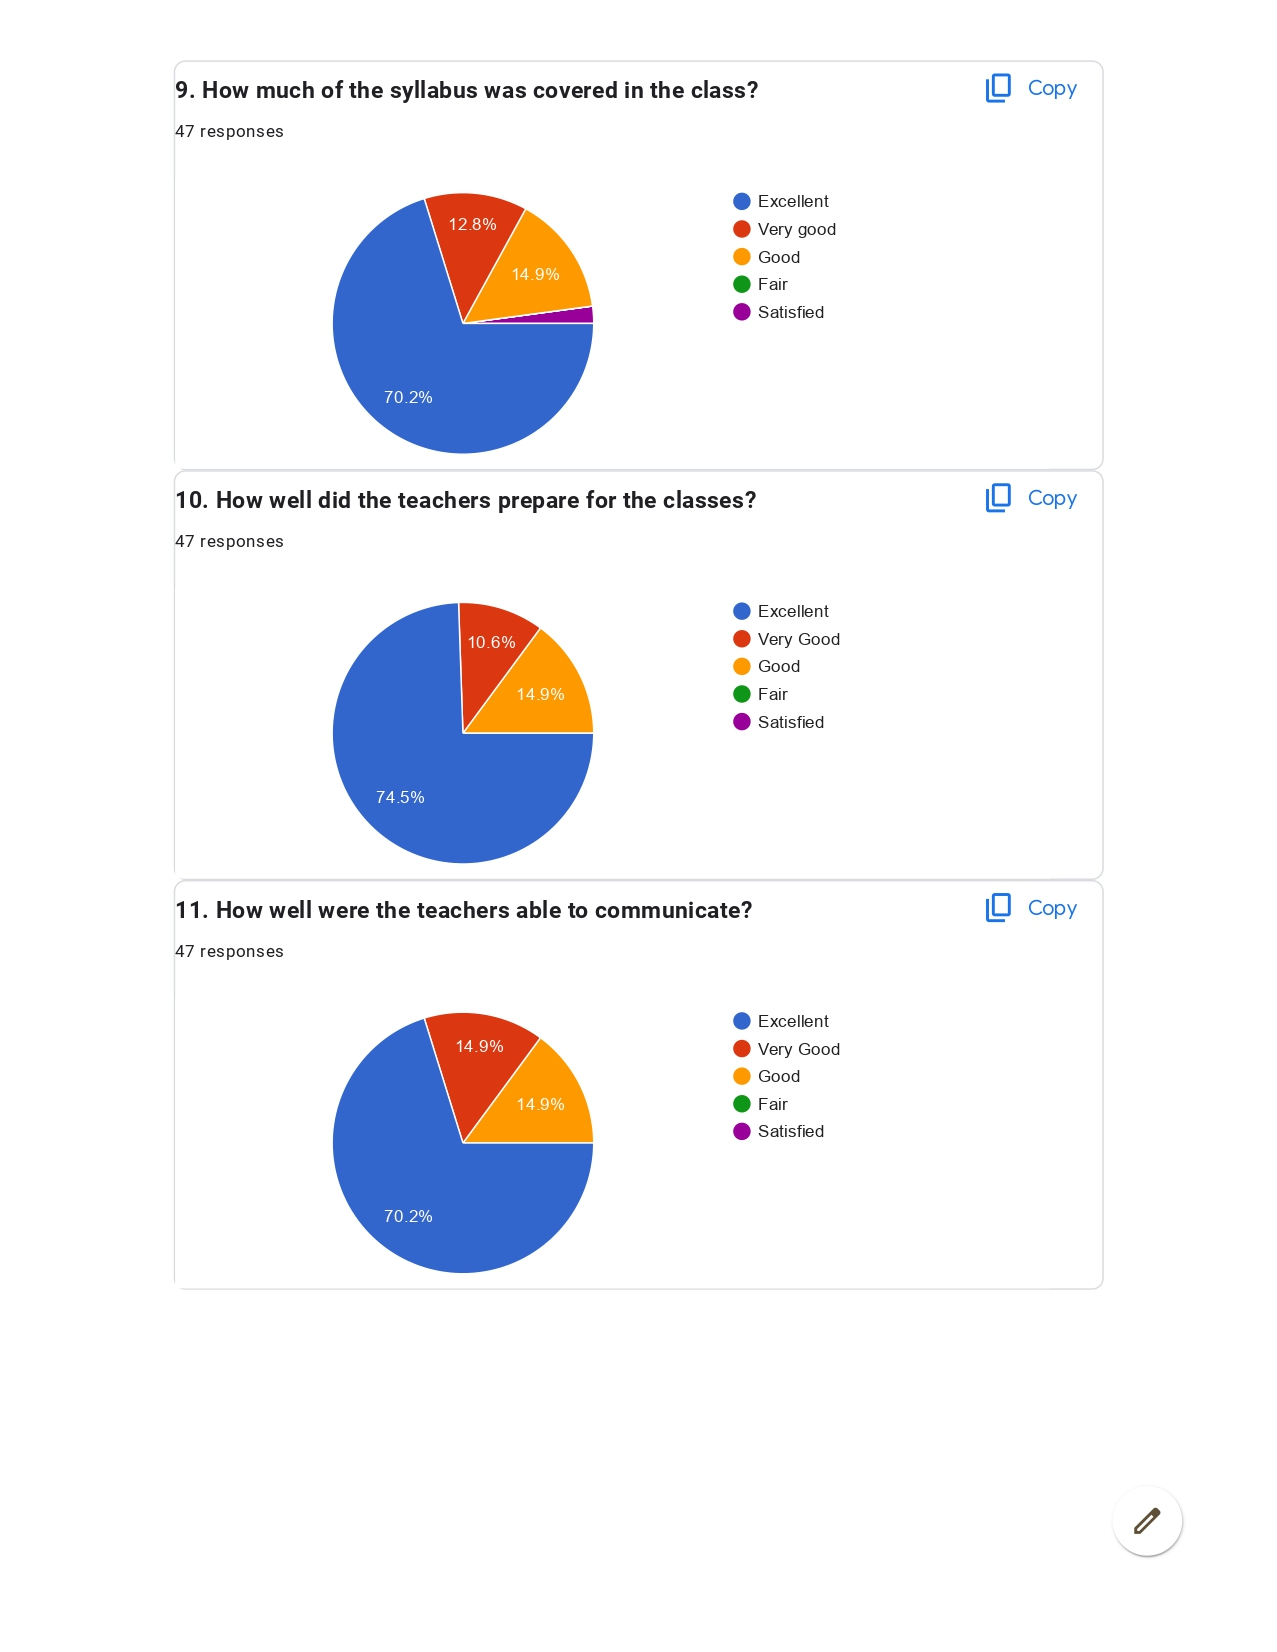 9. How much of the syllabus was covered in the class?
Copy
47 responses
12.8%
14.9%
70.2%
Excellent
Very good
Good
Fair
Satisfied
10. How well did the teachers prepare for the classes?
Copy
47 responses
10.6%
14.9%
74.5%
Excellent
Very Good
Good
Fair
Satisfied
11. How well were the teachers able to communicate?
Copy
47 responses
14.9%
14.9%
70.2%
Excellent
Very Good
Good
Fair
Satisfied